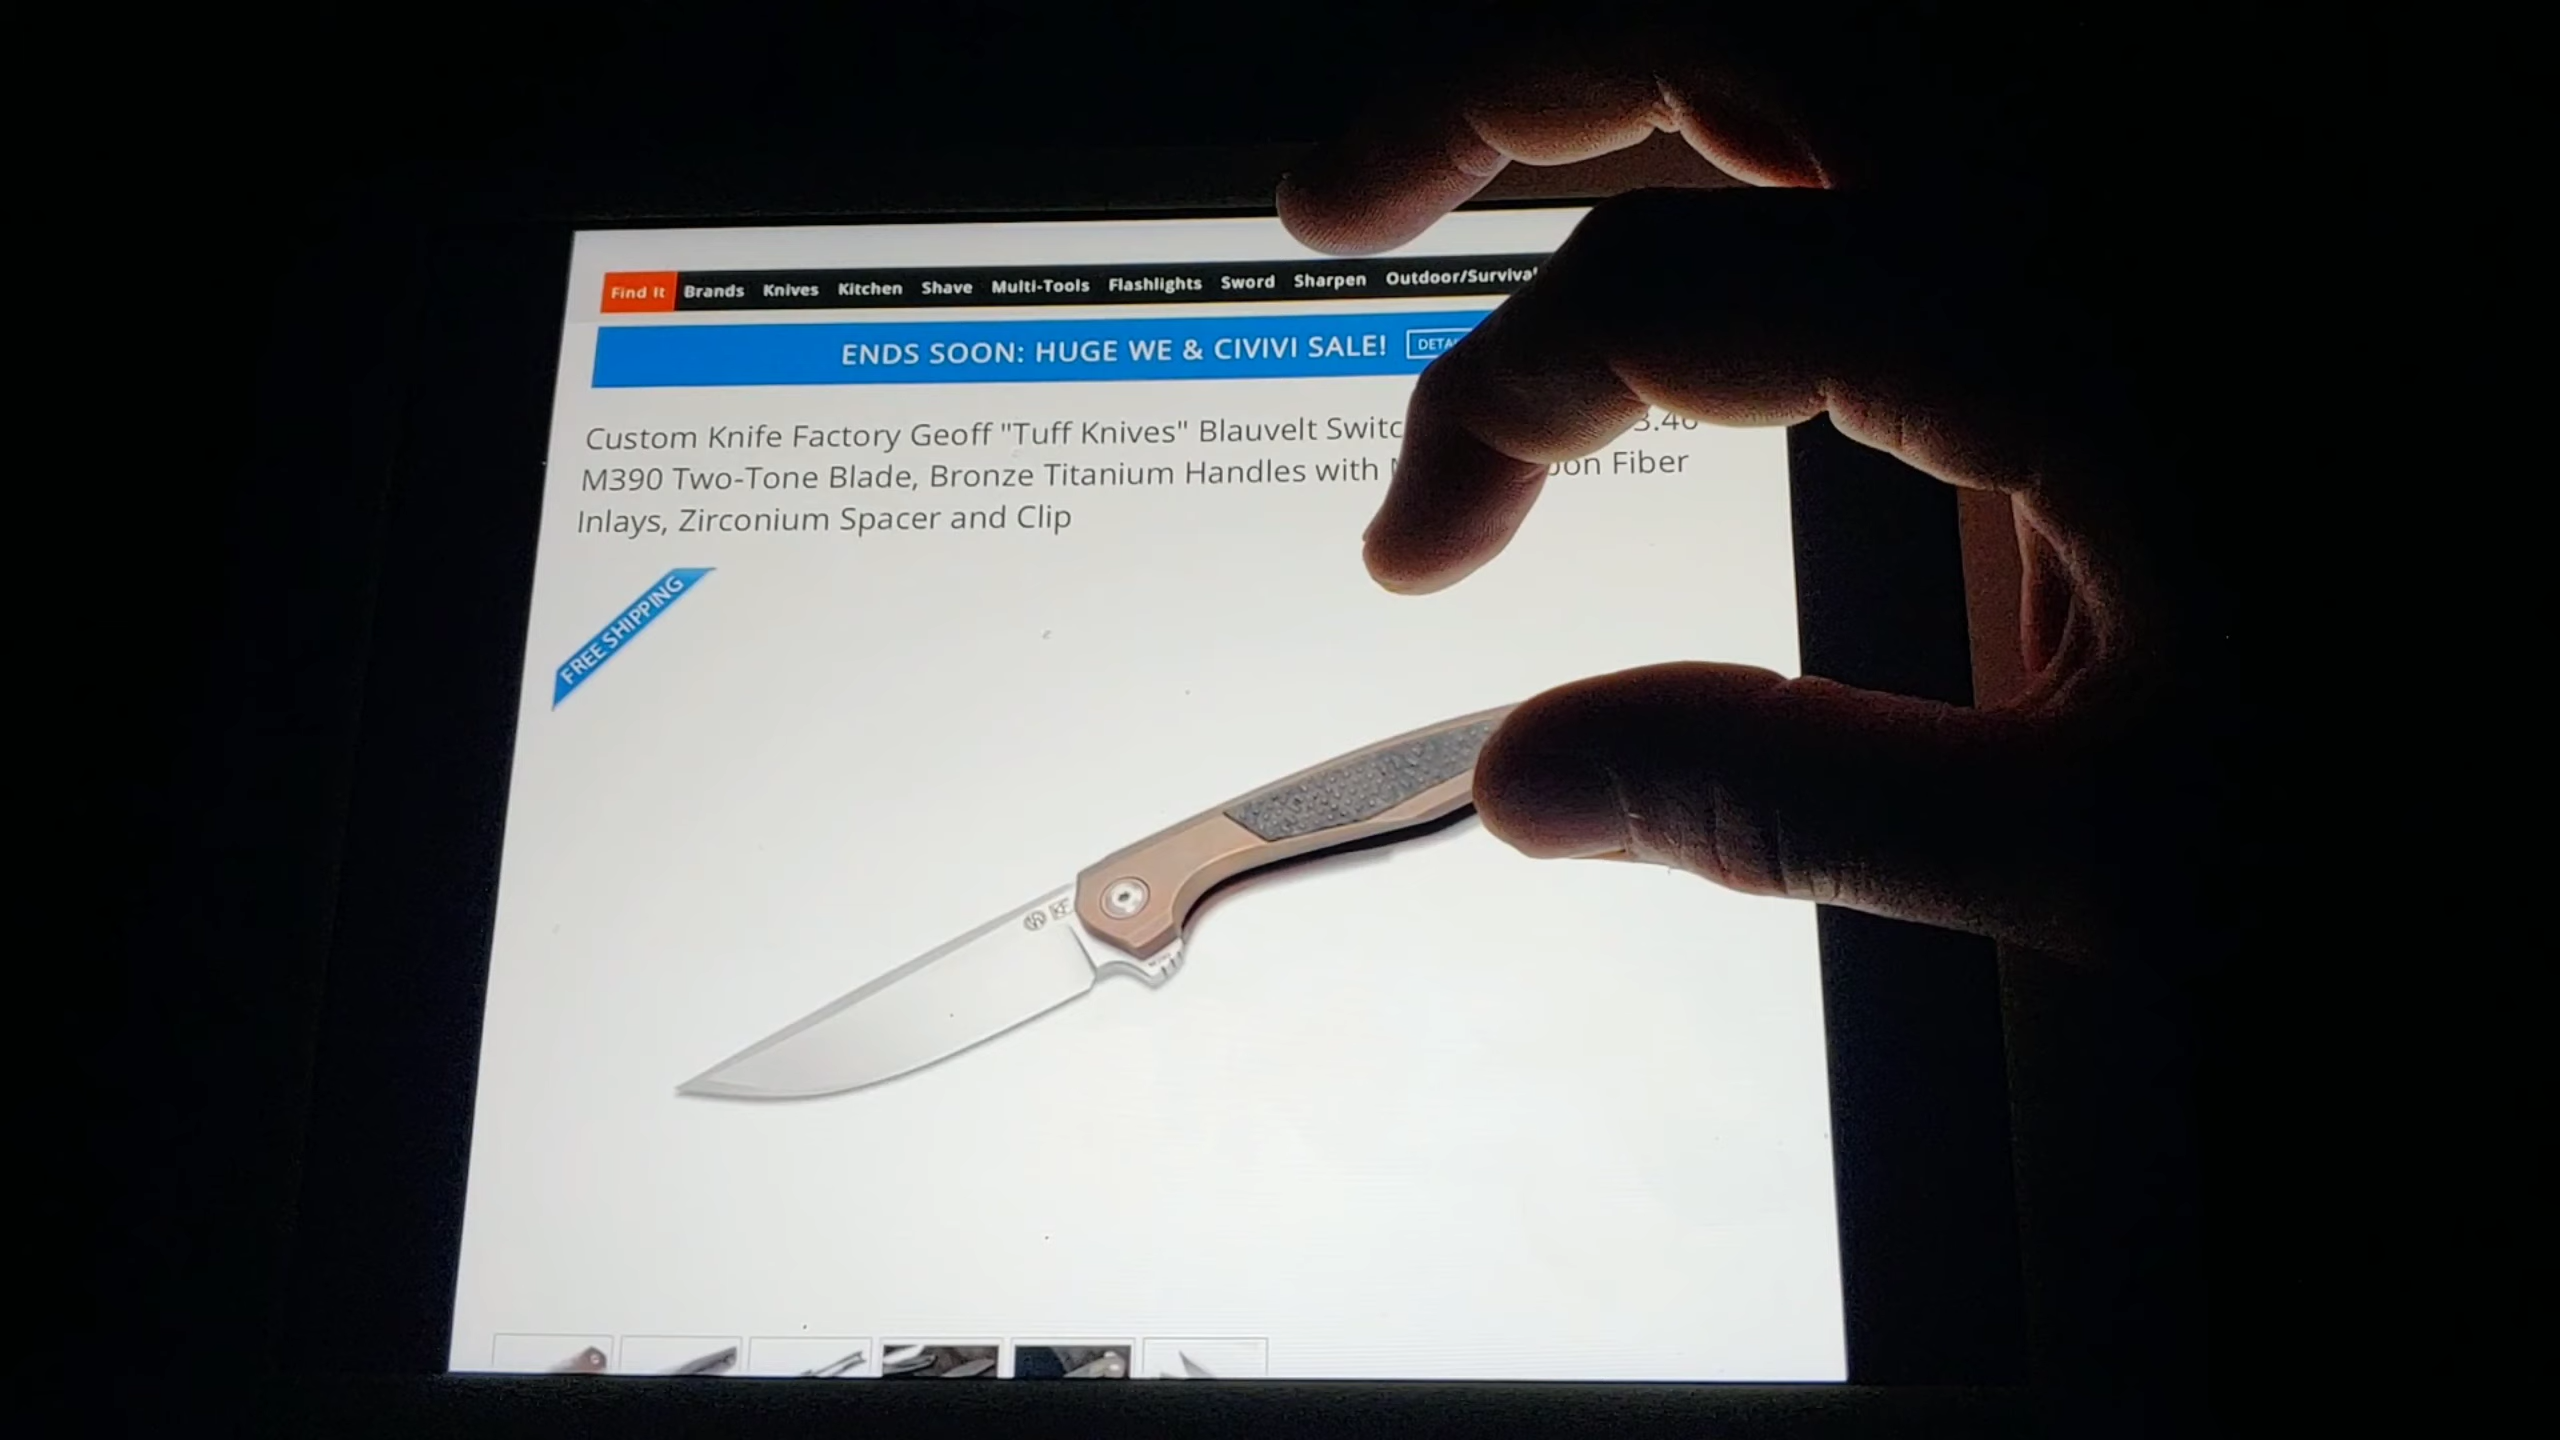 Find It Brands Knives Kitchen Shave Multi-Tools Flashlights Sword Sharpen Outdoor/Survival
ENDS SOON: HUGE WE & CIVIVI SALE!
Custom Knife Factory Geoff "Tuff Knives" Blauvelt
M390 Two-Tone Blade, Bronze Titanium Handles with Fiber
Inlays, Zirconium Spacer and Clip
FREE SHIPPING